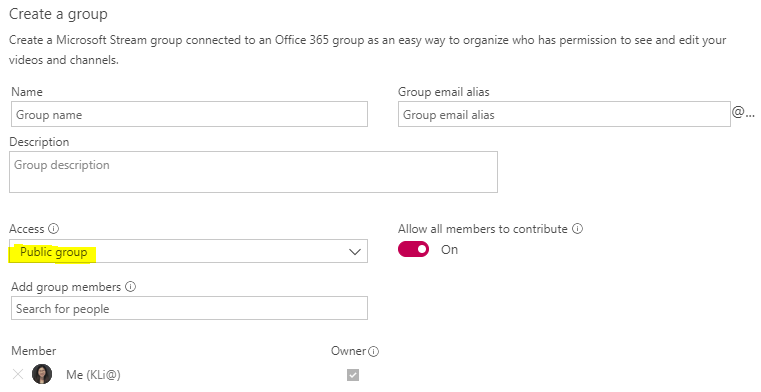 Create a group
Create a Microsoft Stream group connected to an Office 365 group as an easy way to organize who has permission to see and edit your
videos and channels.
Name
Group email alias
Group name
Group email alias
@...
Description
Group description
Access
Allow all members to contribute
Public group
On
Add group members
Search for people
Member
Owner
Me (KLi@)